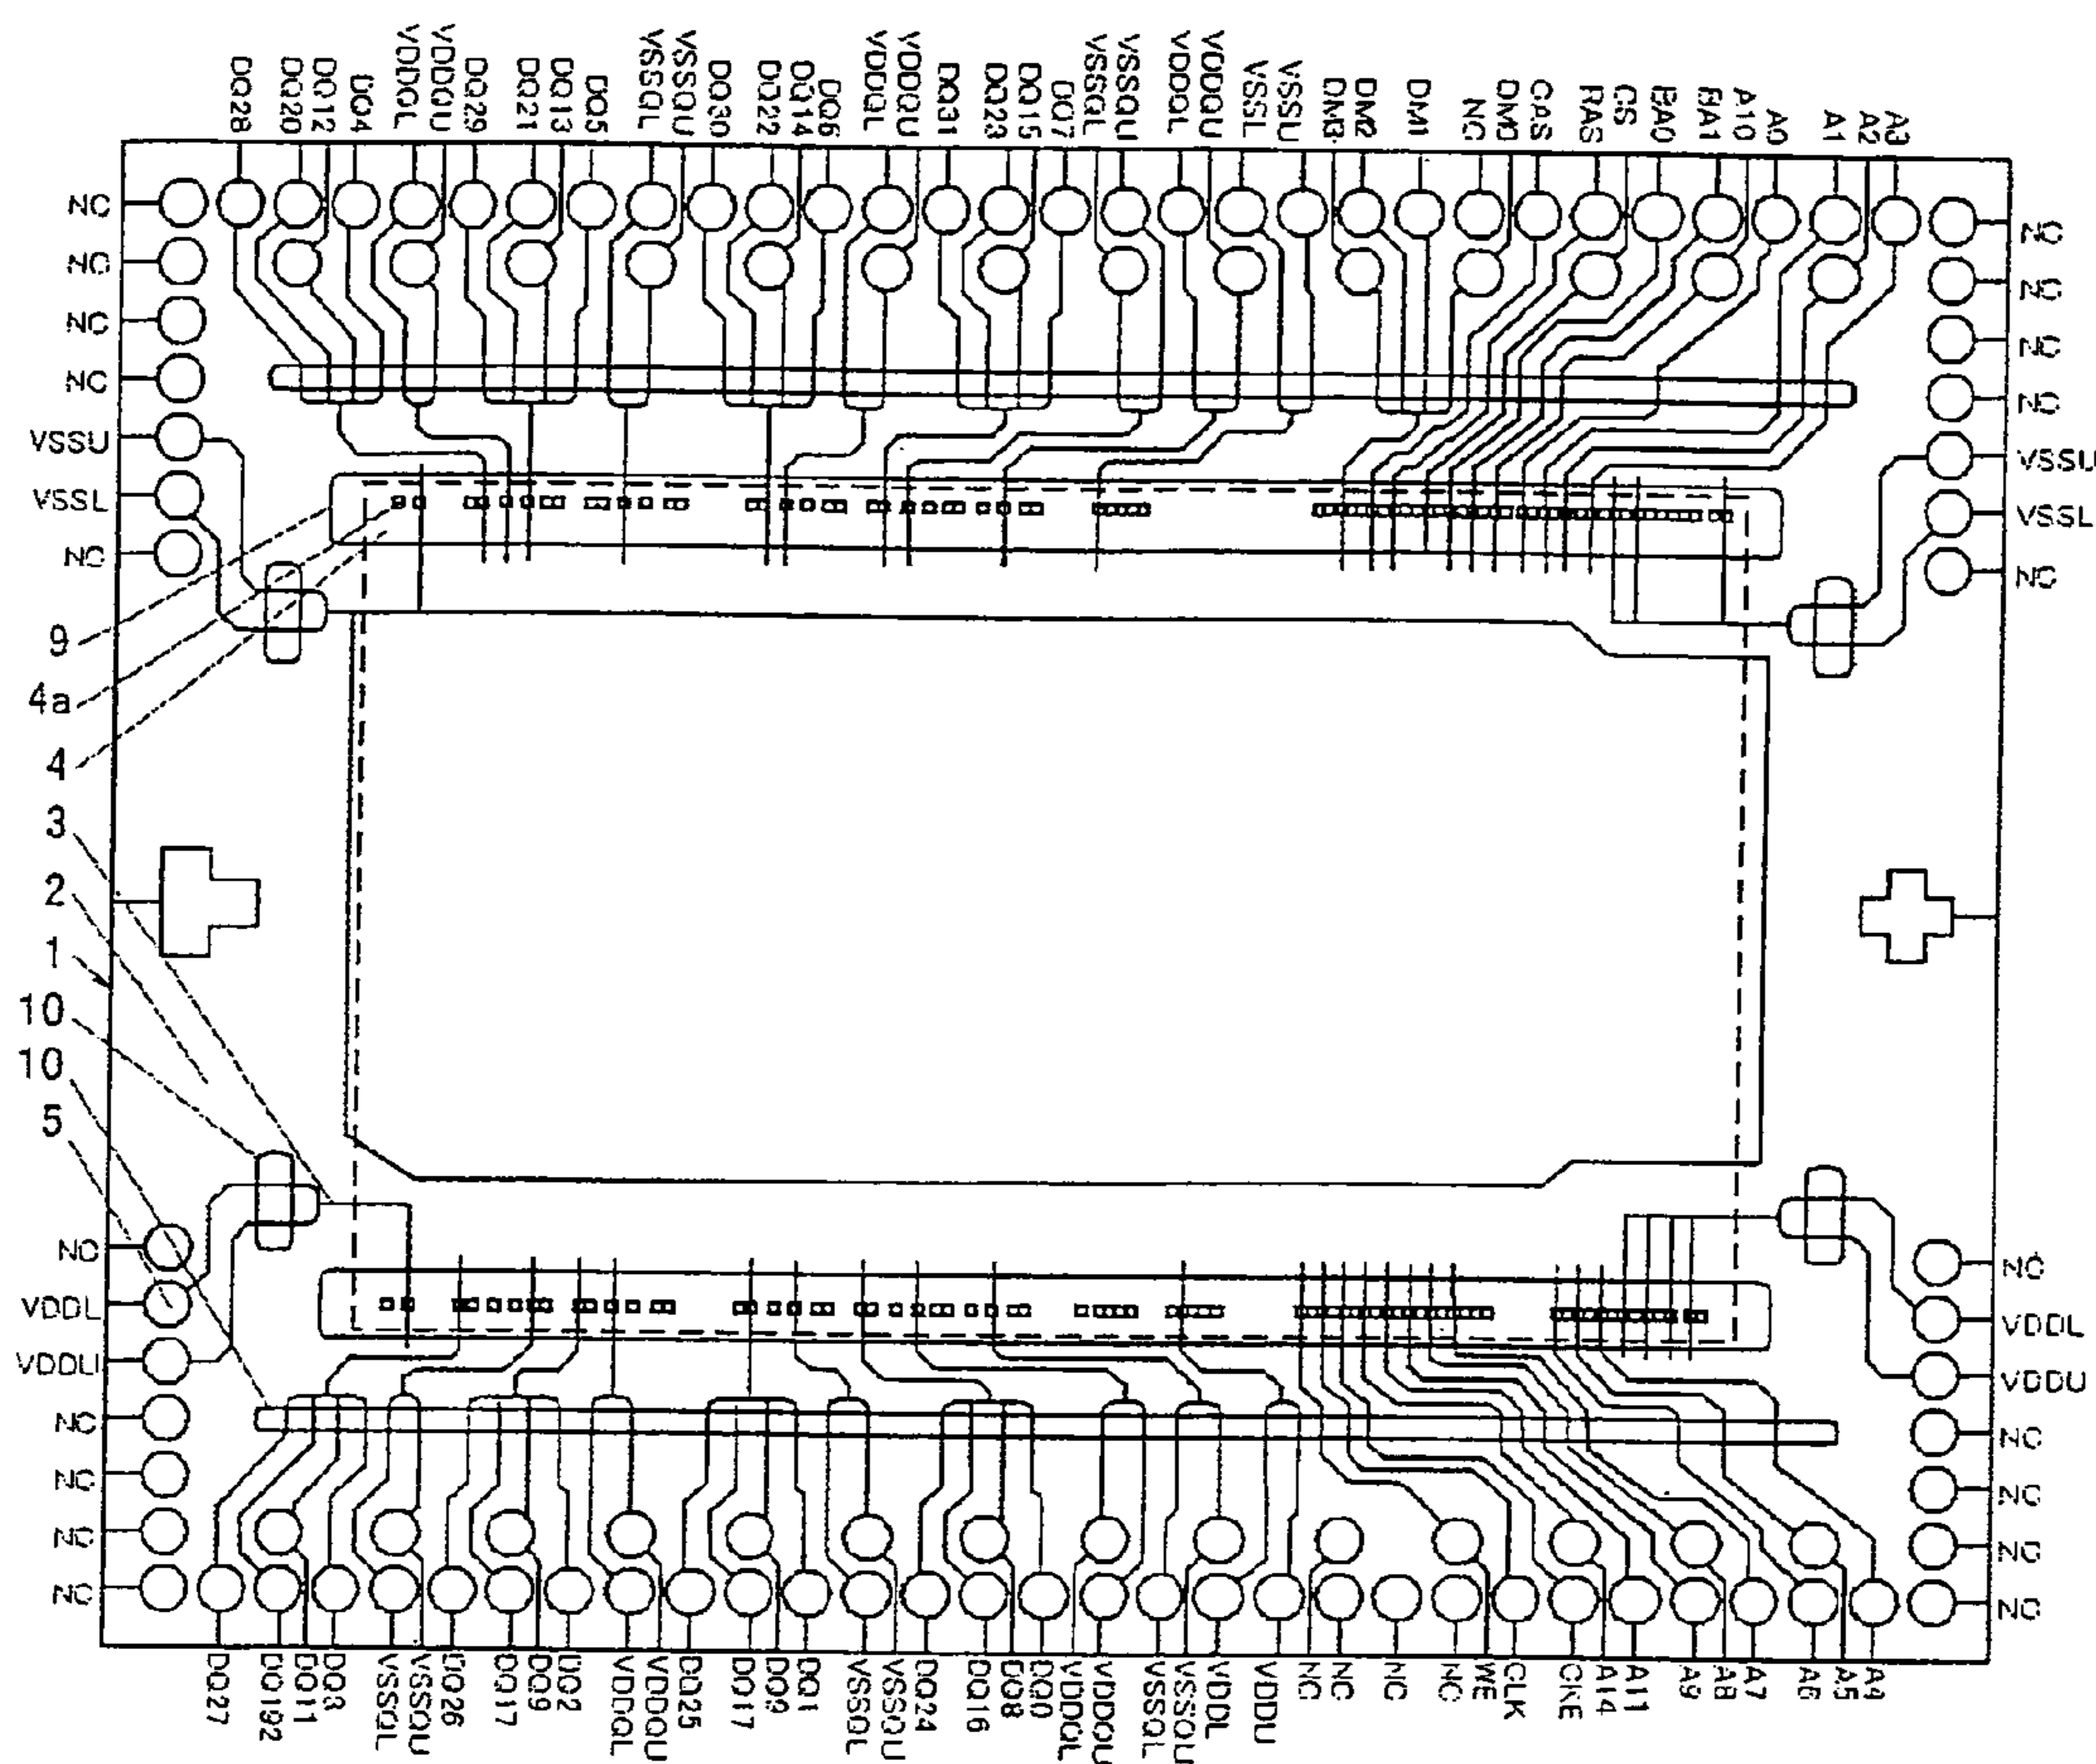 DQ28
DQ20
DQ12
DQ4
VDDQL
VDDQU
DQ29
DQ21
DQ13
DQ5
VSSQL
VSSQU
DQ30
DQ22
DQ14
DQ6
VDDQL
VDDQU
DQ31
DQ23
DQ15
DQ7
VSSQL
VSSQU
VDDQL
VDDQU
VSSL
VSSU
DM3
DM2
DM1
NC
DM0
CAS
RAS
CS
BA0
BA1
A10
A0
A1
A2
A3
NC
NC
NC
NC
VSSU
VSSL
NC
9
4a
4
3
2
1
10
10
5
NC
VDDL
VDDU
NC
NC
NC
NC
NC
NC
NC
NC
VSSU
VSSL
NC
NC
VDDL
VDDU
NC
NC
NC
NC
DQ27
DQ192
DQ11
DQ3
VSSQL
VSSQU
DQ26
DQ17
DQ9
DQ2
VDDQL
VDDQU
DQ25
DQ17
DQ9
DQ1
VSSQL
VSSQU
DQ24
DQ16
DQ8
DQ0
VDDQL
VDDQU
VSSQL
VSSQU
VDDL
VDDU
NC
NC
NC
NC
WE
CLK
CKE
A14
A11
A9
A8
A7
A6
A5
A4